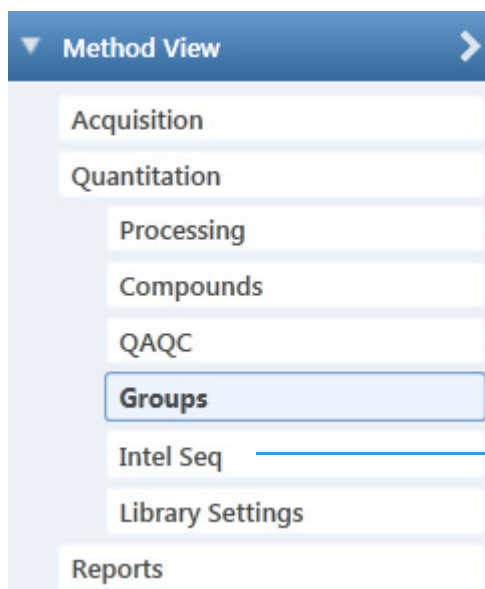 Method View
Acquisition
Quantitation
Processing
Compounds
QAQC
Groups
Intel Seq
Library Settings
Reports